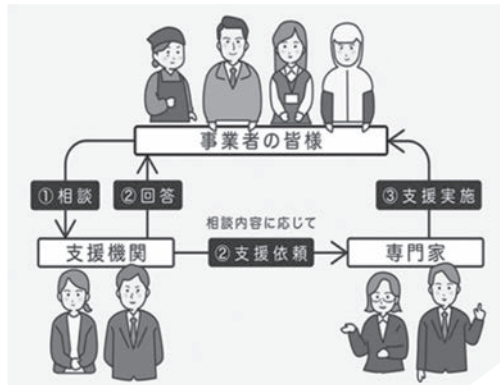 事業者の皆様
①相談
②回答
③支援実施
相談内容に応じて
支援機関
②支援依頼
専門家